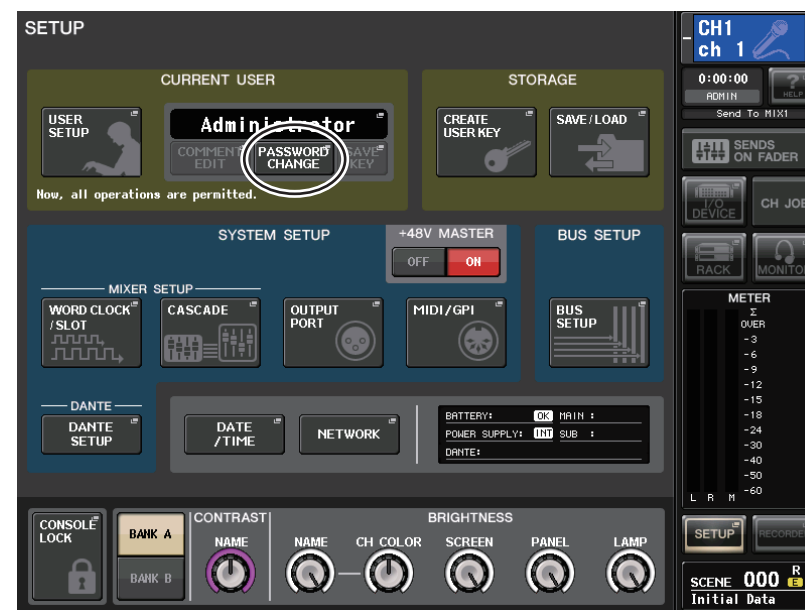 SETUP
CURRENT USER
USER
SETUP
Administrator
COMMENT
EDIT
PASSWORD
CHANGE
SAVE
KEY
Now, all operations are permitted.
STORAGE
CREATE
USER KEY
SAVE/LOAD
SYSTEM SETUP
+48V MASTER
OFF
ON
BUS SETUP
MIXER SETUP
WORD CLOCK
/SLOT
CASCADE
OUTPUT
PORT
MIDI/GPI
BUS
SETUP
DANTE
DANTE
SETUP
DATE
/TIME
NETWORK
BATTERY: OK MAIN :
POWER SUPPLY: INT SUB :
DANTE:
CONSOLE
LOCK
BANK A
BANK B
CONTRAST
NAME
BRIGHTNESS
NAME
CH COLOR
SCREEN
PANEL
LAMP
CH1
ch 1
0:00:00
ADMIN
?
HELP
Send To MIX1
SENDS
ON FADER
I/O
DEVICE
CH JOB
RACK
MONITO
METER
Σ
OVER
-3
-6
-9
-12
-15
-18
-24
-30
-40
-50
-60
L R M
SETUP
RECORDE
SCENE 000 R
E
Initial Data